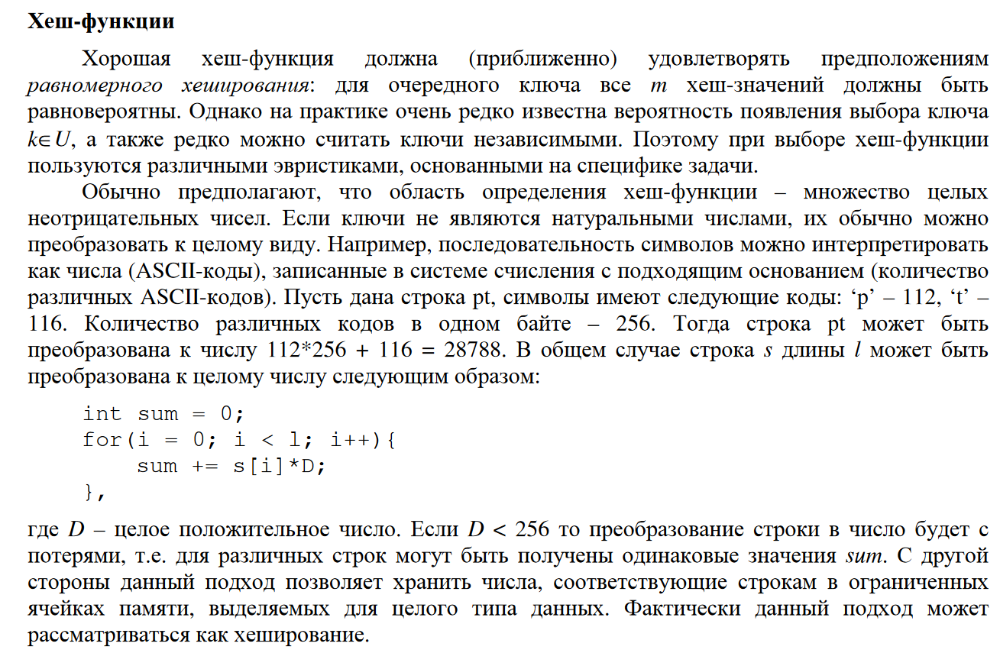 Хеш-функции
Хорошая хеш-функция должна (приближенно) удовлетворять предположениям
равномерного хеширования: для очередного ключа все m хеш-значений должны быть
равновероятны. Однако на практике очень редко известна вероятность появления выбора ключа
k∈U, а также редко можно считать ключи независимыми. Поэтому при выборе хеш-функции
пользуются различными эвристиками, основанными на специфике задачи.
Обычно предполагают, что область определения хеш-функции – множество целых
неотрицательных чисел. Если ключи не являются натуральными числами, их обычно можно
преобразовать к целому виду. Например, последовательность символов можно интерпретировать
как числа (ASCII-коды), записанные в системе счисления с подходящим основанием (количество
различных ASCII-кодов). Пусть дана строка pt, символы имеют следующие коды: ‘p’ – 112, ‘t’ –
116. Количество различных кодов в одном байте – 256. Тогда строка pt может быть
преобразована к числу 112*256 + 116 = 28788. В общем случае строка s длины l может быть
преобразована к целому числу следующим образом:
int sum = 0;
for(i = 0; i < l; i++){
sum += s[i]*D;
},
где D – целое положительное число. Если D < 256 то преобразование строки в число будет с
потерями, т.е. для различных строк могут быть получены одинаковые значения sum. С другой
стороны данный подход позволяет хранить числа, соответствующие строкам в ограниченных
ячейках памяти, выделяемых для целого типа данных. Фактически данный подход может
рассматриваться как хеширование.